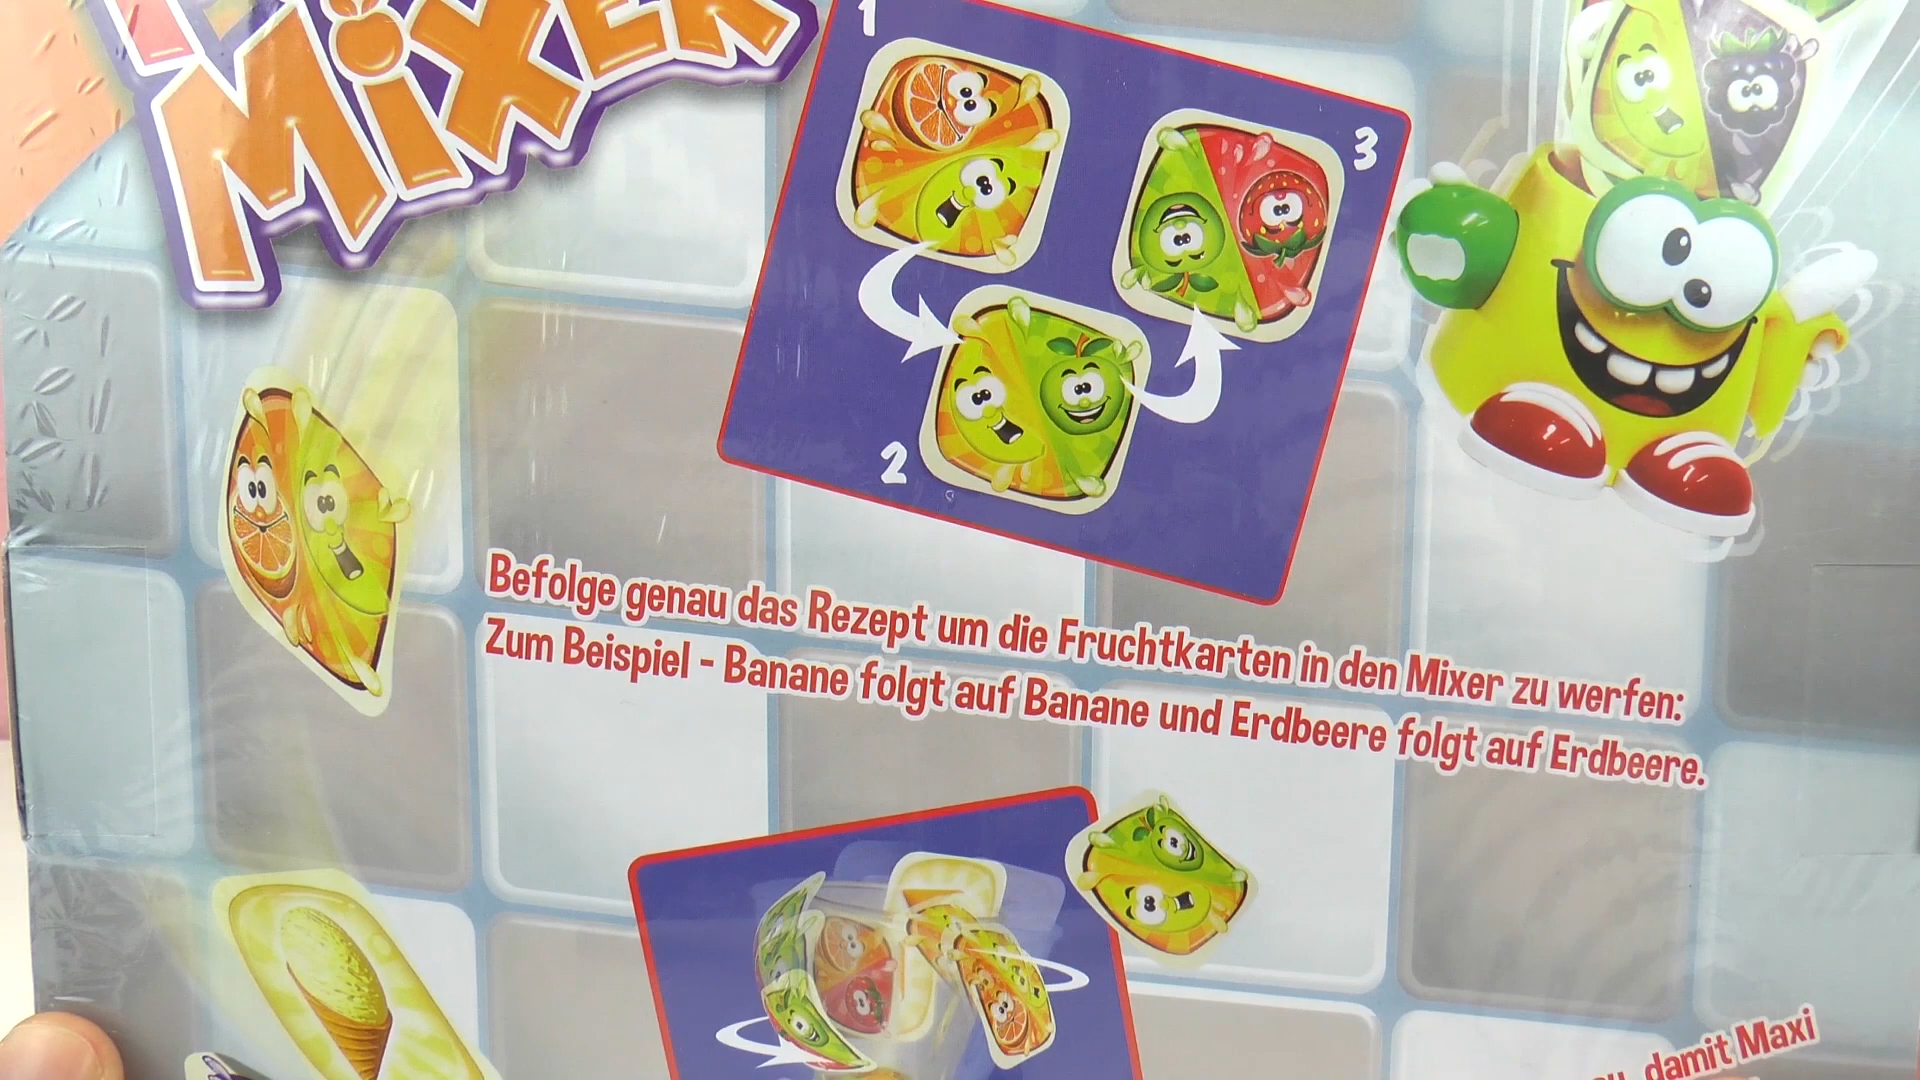 MiXER
1
3
2
Befolge genau das Rezept um die Fruchtkarten in den Mixer zu werfen:
Zum Beispiel - Banane folgt auf Banane und Erdbeere folgt auf Erdbeere.
damit Maxi